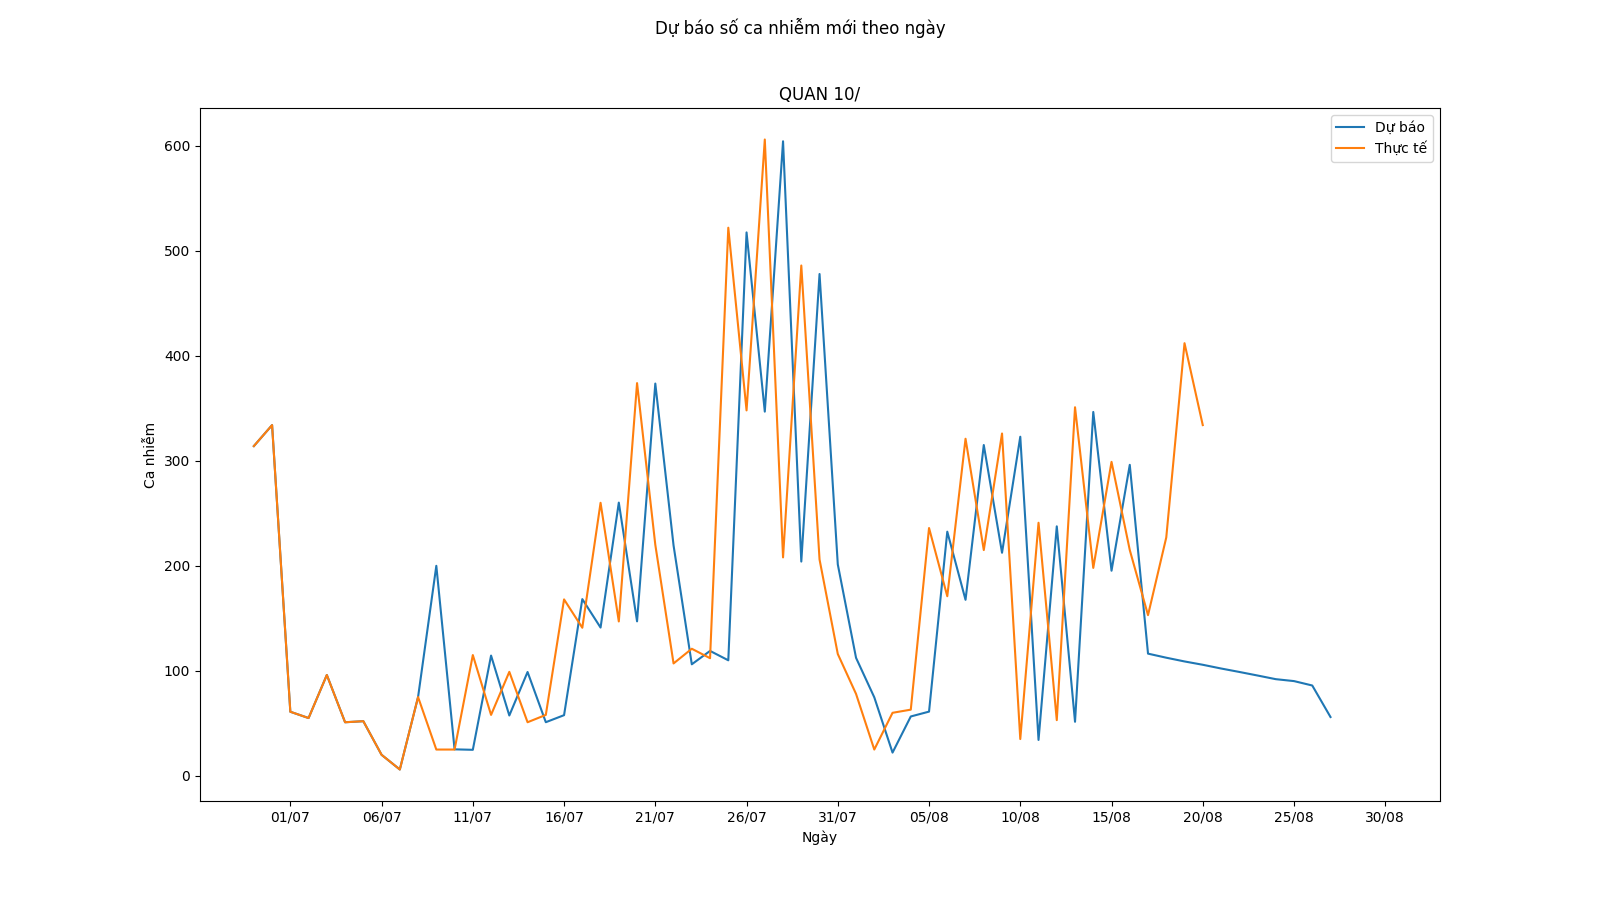 Dự báo số ca nhiễm mới theo ngày
QUAN 10/
Dự báo
Thực tế
600
500
400
300
200
100
0
Ca nhiễm
01/07 06/07 11/07 16/07 21/07 26/07 31/07 05/08 10/08 15/08 20/08 25/08 30/08
Ngày